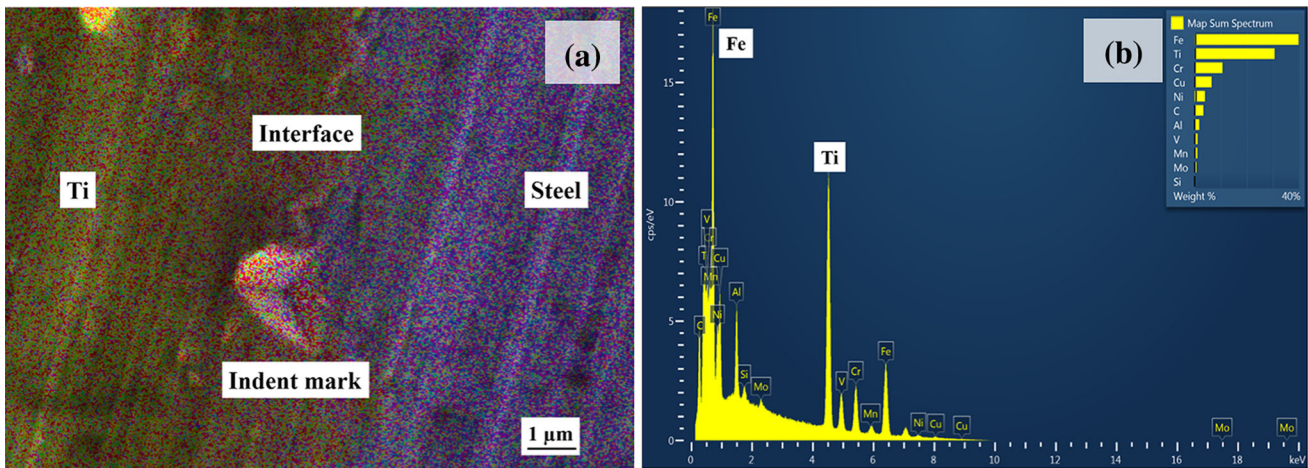 (a)
Interface
Ti
Steel
Indent mark
1 µm
(b)
Map Sum Spectrum
Fe
Ti
Cr
Cu
Ni
C
Al
V
Mn
Mo
Si
Weight %
40%
Fe
Fe
Ti
V
Cu
Mn
Ni
C
Al
Si
Mo
V
Cr
Mn
Fe
Ni
Cu
Cu
Mo
Mo
cps/eV
15
10
5
0
0
2
4
6
8
10
12
14
16
18
keV